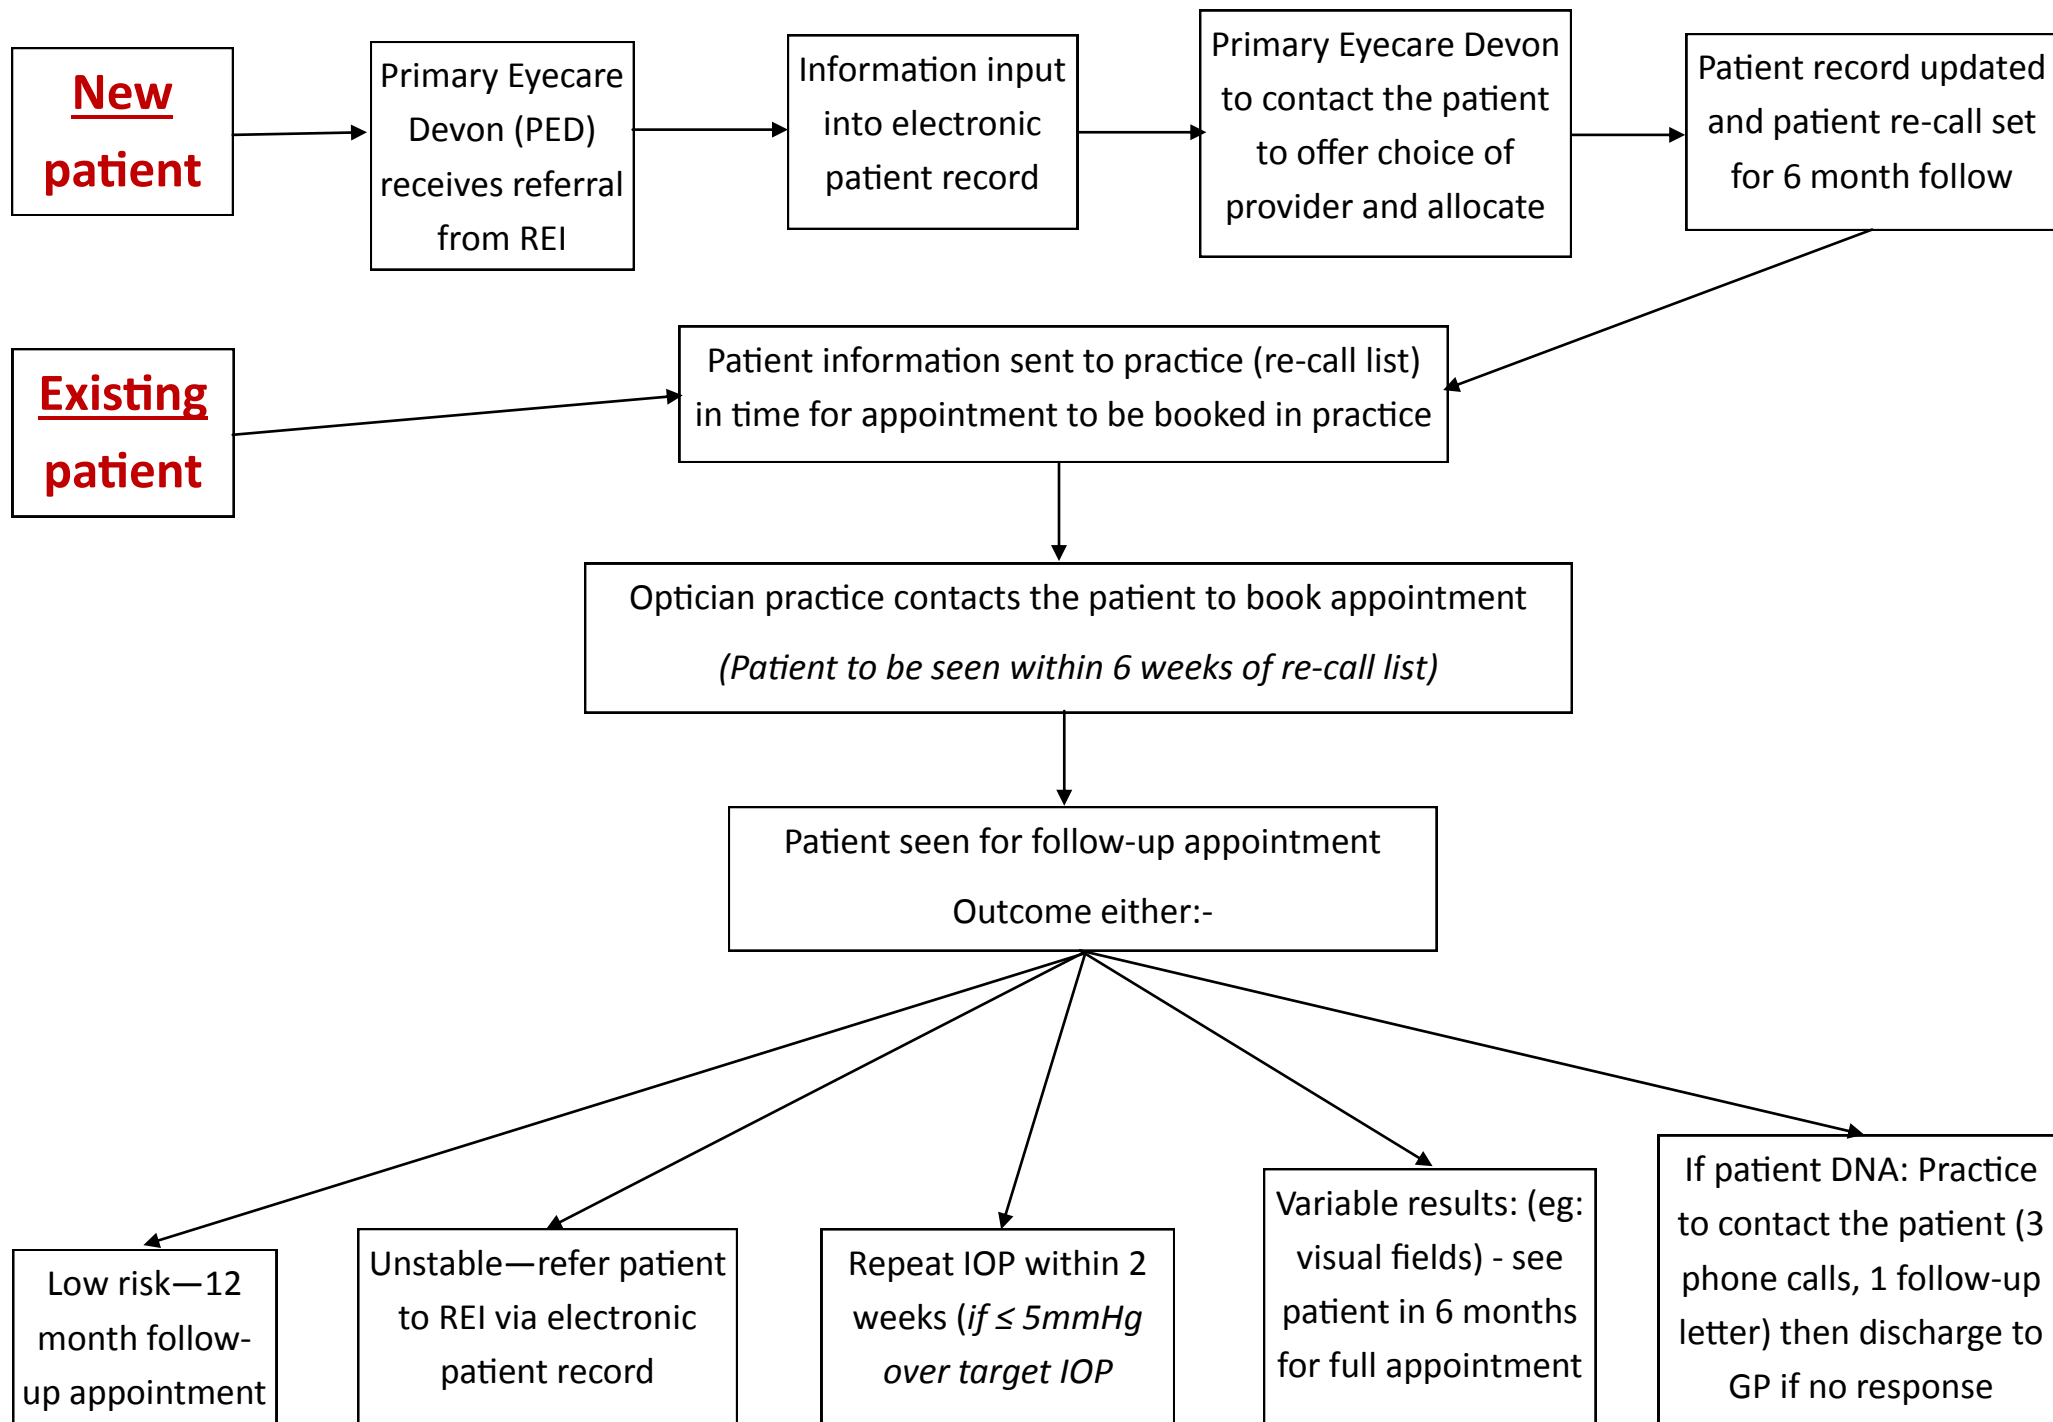 New
patient
Primary Eyecare
Devon (PED)
receives referral
from REI
Information input
into electronic
patient record
Primary Eyecare Devon
to contact the patient
to offer choice of
provider and allocate
Patient record updated
and patient re-call set
for 6 month follow
Existing
patient
Patient information sent to practice (re-call list)
in time for appointment to be booked in practice
Optician practice contacts the patient to book appointment
(Patient to be seen within 6 weeks of re-call list)
Patient seen for follow-up appointment
Outcome either:-
Low risk—12
month follow-
up appointment
Unstable—refer patient
to REI via electronic
patient record
Repeat IOP within 2
weeks (if ≤ 5mmHg
over target IOP
Variable results: (eg:
visual fields) - see
patient in 6 months
for full appointment
If patient DNA: Practice
to contact the patient (3
phone calls, 1 follow-up
letter) then discharge to
GP if no response